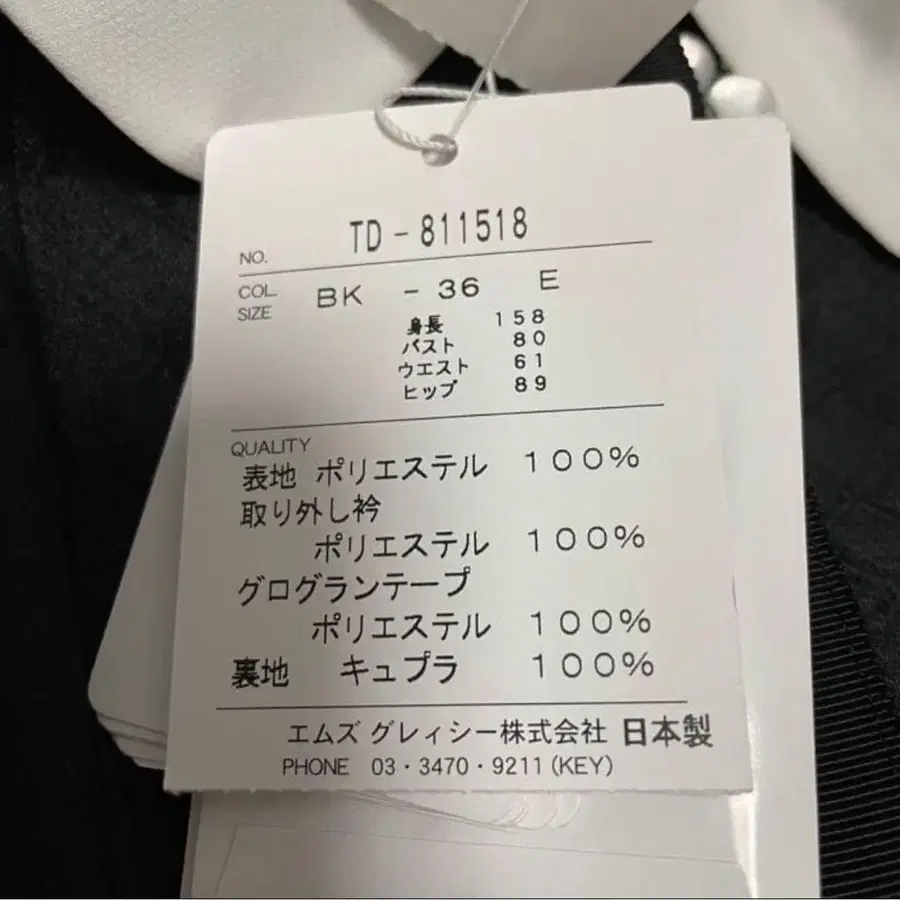 NO. TD-811518
COL. BK - 36 E
SIZE
身長 158
バスト 80
ウエスト 61
ヒップ 89
QUALITY
表地 ポリエステル 100%
取り外し衿
ポリエステル 100%
グログランテープ
ポリエステル 100%
裏地 キュプラ 100%
エムズ グレィシー株式会社 日本製
PHONE 03・3470・9211(KEY)